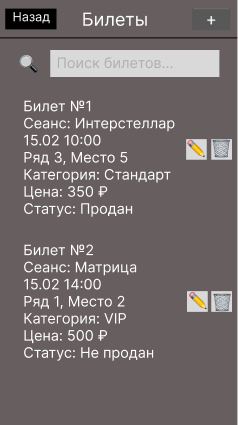 Назад Билеты +
Поиск билетов...
Билет №1
Сеанс: Интерстеллар
15.02 10:00
Ряд 3, Место 5
Категория: Стандарт
Цена: 350 ₽
Статус: Продан
Билет №2
Сеанс: Матрица
15.02 14:00
Ряд 1, Место 2
Категория: VIP
Цена: 500 ₽
Статус: Не продан